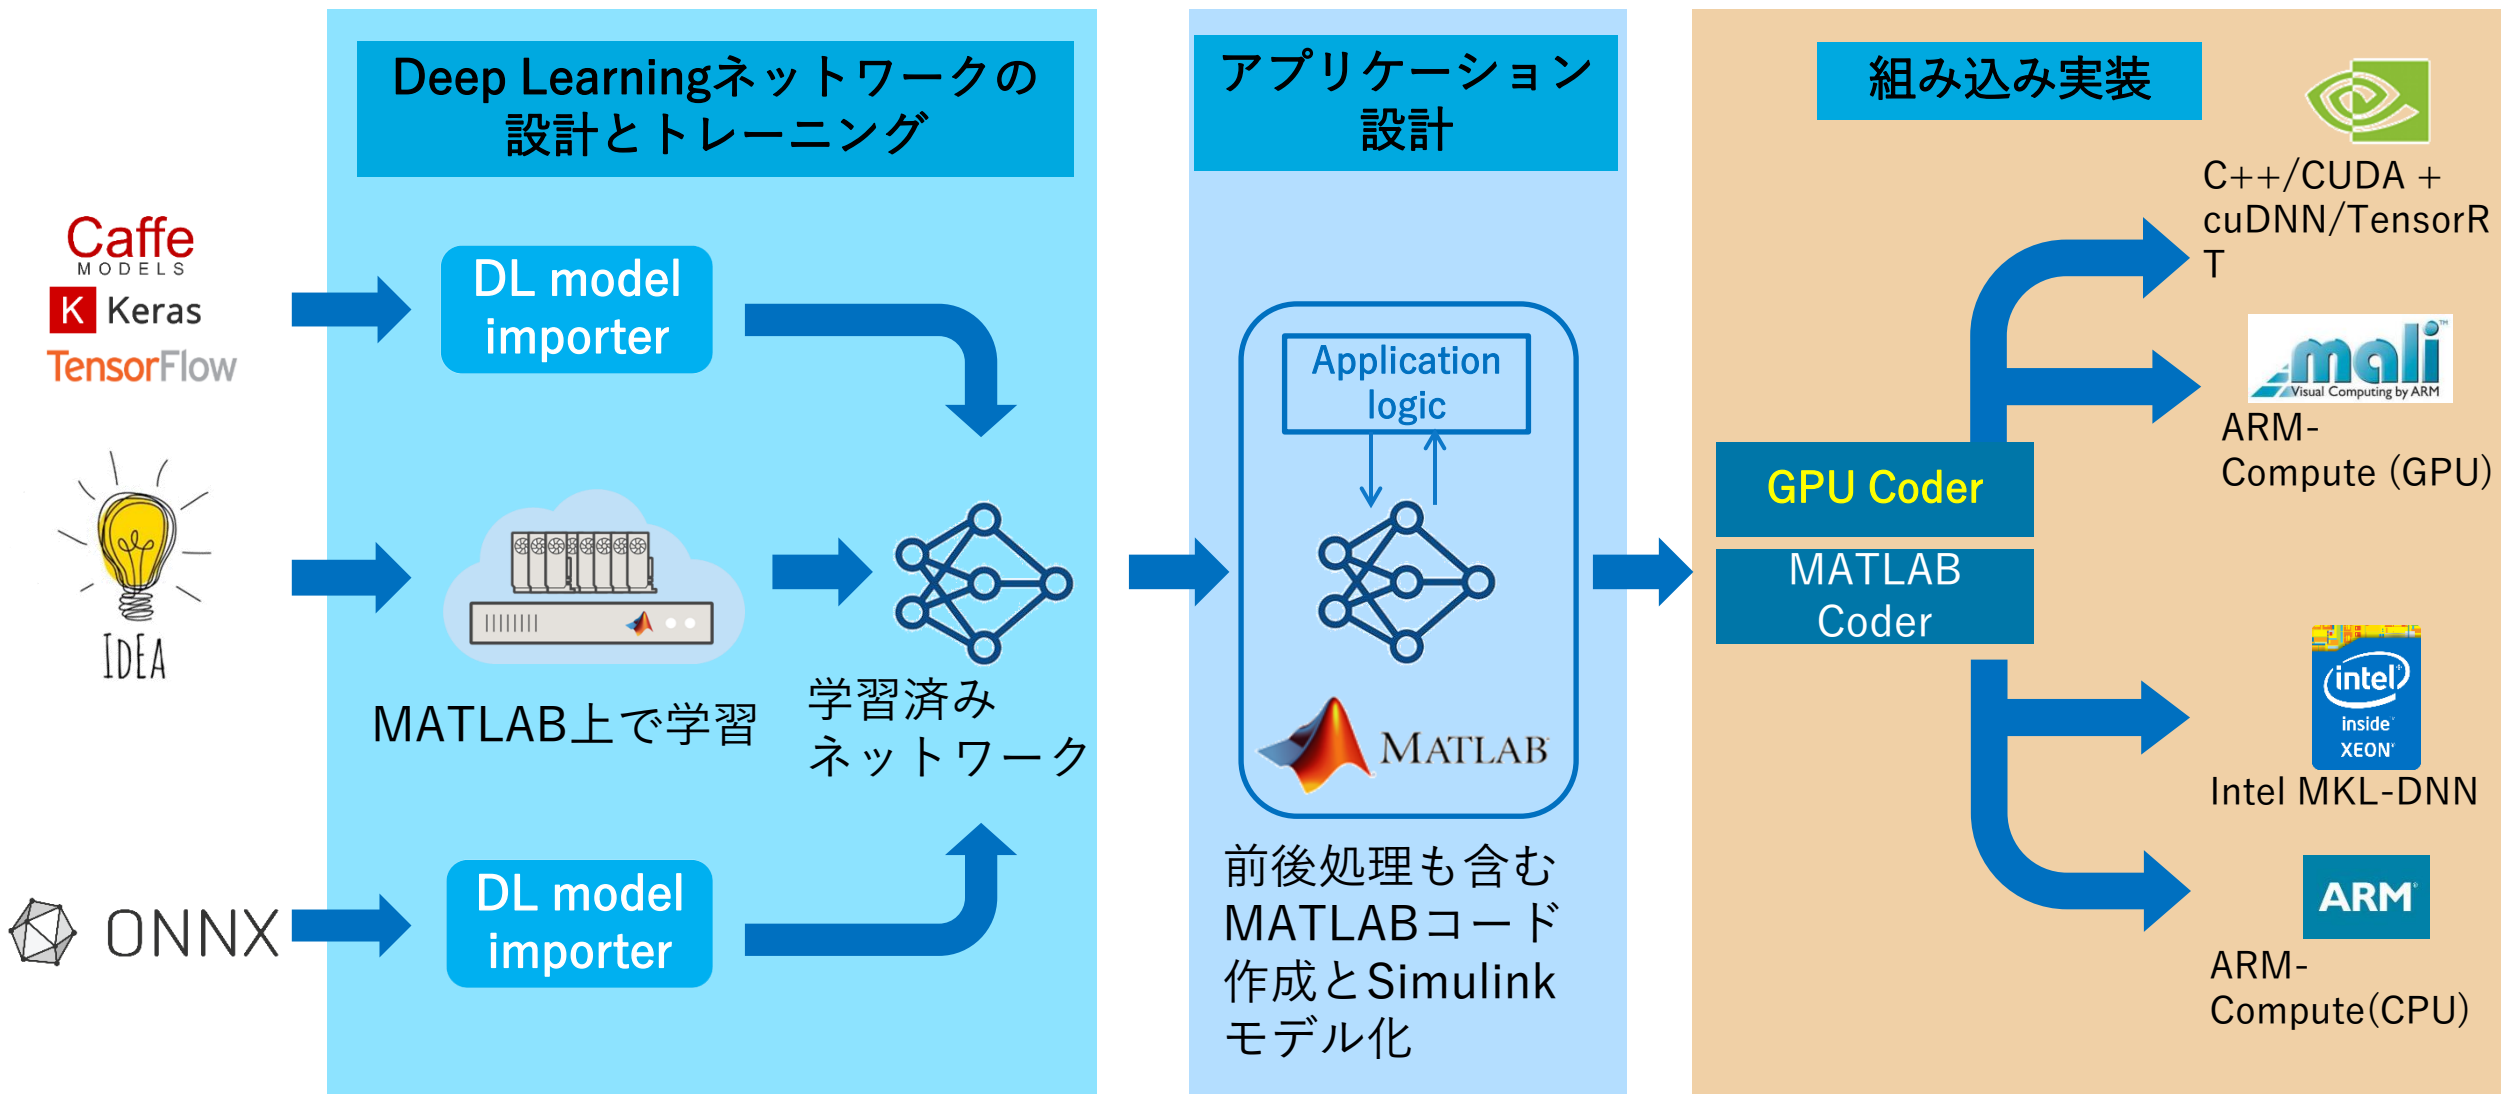 Deep Learningネットワークの
設計とトレーニング
Caffe
MODELS
K Keras
TensorFlow
IDEA
ONNX
DL model
importer
MATLAB上で学習
学習済み
ネットワーク
DL model
importer
アプリケーション
設計
Application
logic
MATLAB
前後処理も含む
MATLABコード
作成とSimulink
モデル化
組み込み実装
GPU Coder
MATLAB
Coder
C++/CUDA +
cuDNN/TensorR
T
mali™
Visual Computing by ARM
ARM-
Compute (GPU)
intel
inside
XEON
Intel MKL-DNN
ARM
ARM-
Compute(CPU)